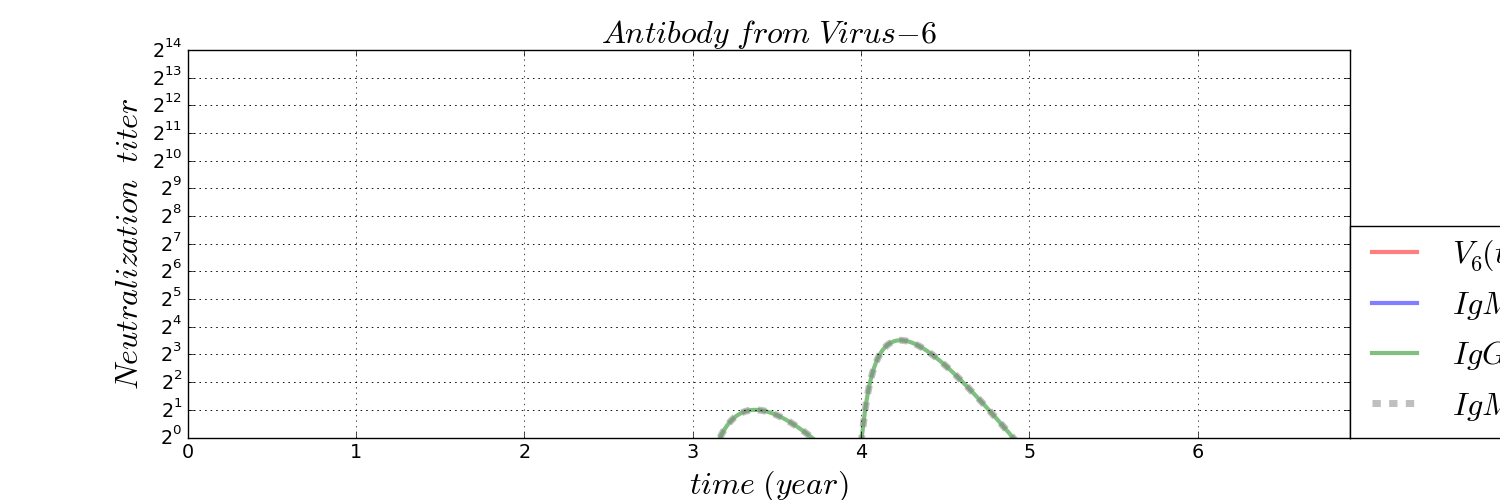 Antibody from Virus−6
2^14
2^13
2^12
2^11
2^10
2^9
2^8
2^7
2^6
2^5
2^4
2^3
2^2
2^1
2^0
Neutralization titer
0 1 2 3 4 5 6
time (year)
V_6(t
IgM
IgG
IgM